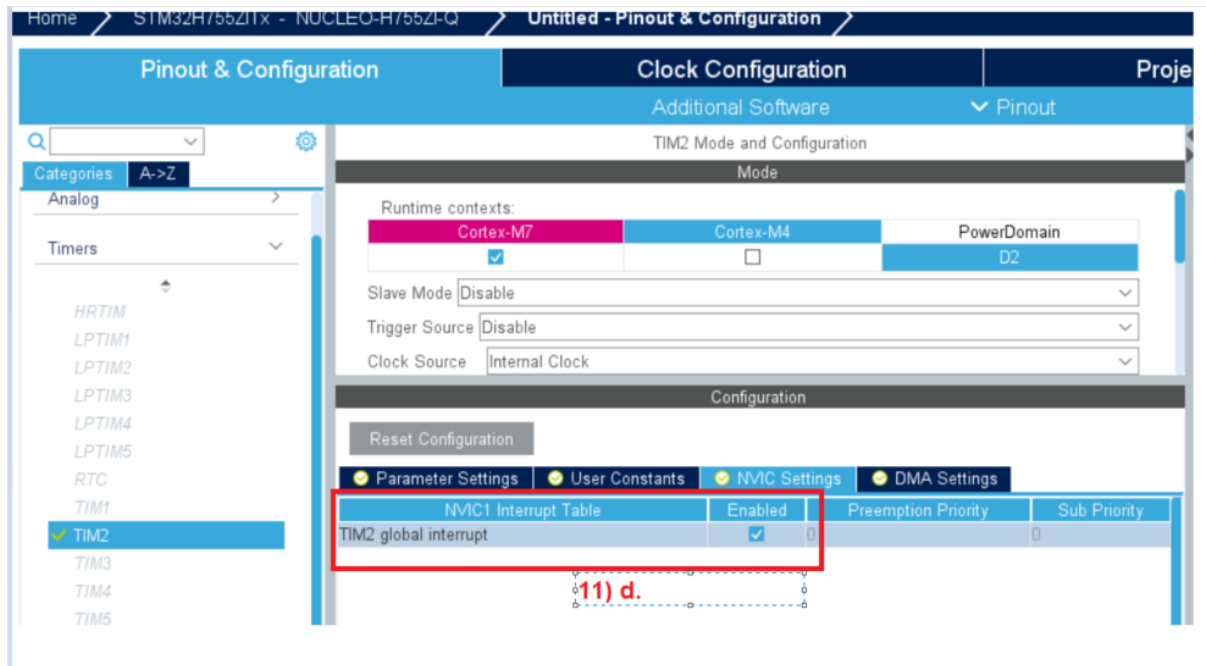 Home STM32H755ZITx - NUCLEO-H755ZI-Q Untitled - Pinout & Configuration
Pinout & Configuration Clock Configuration Proje
Additional Software Pinout
TIM2 Mode and Configuration
Categories A->Z
Mode
Analog
Timers
HRTIM
LPTIM1
LPTIM2
LPTIM3
LPTIM4
LPTIM5
RTC
TIM1
TIM2
TIM3
TIM4
TIM5
Runtime contexts:
Cortex-M7 Cortex-M4 PowerDomain
D2
Slave Mode Disable
Trigger Source Disable
Clock Source Internal Clock
Configuration
Reset Configuration
Parameter Settings User Constants NVIC Settings DMA Settings
NVIC1 Interrupt Table Enabled Preemption Priority Sub Priority
TIM2 global interrupt 0 0
11) d.